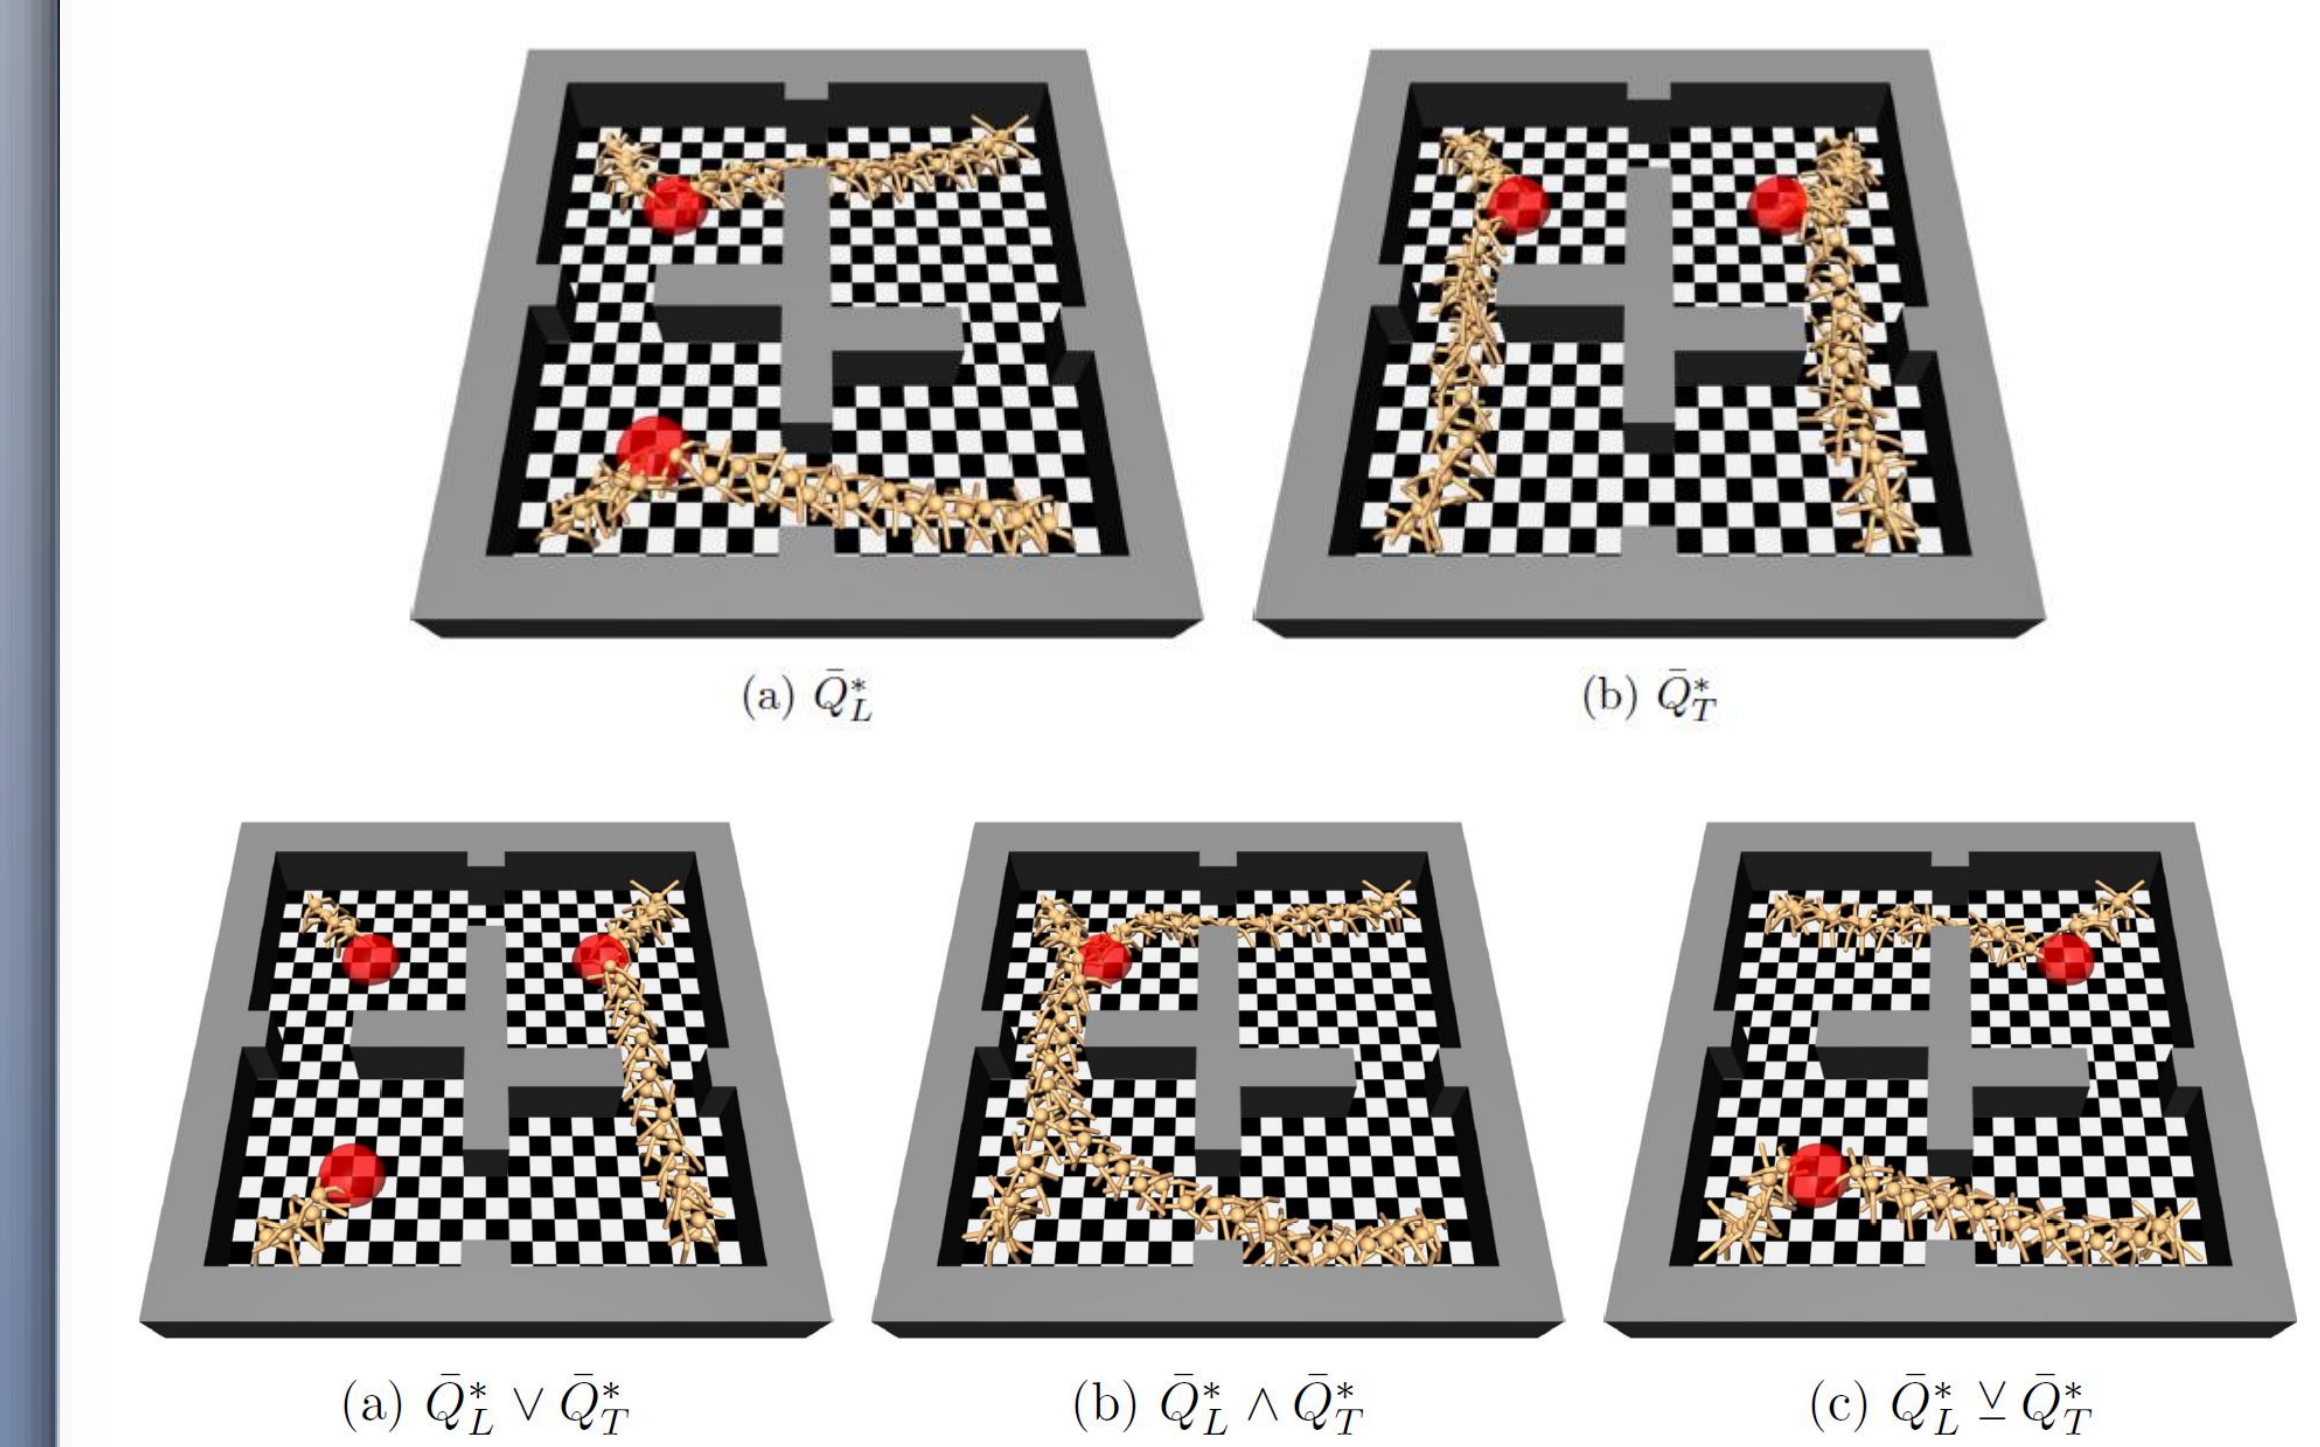 (a) Q̄*_L
(b) Q̄*_T
(a) Q̄*_L ∨ Q̄*_T
(b) Q̄*_L ∧ Q̄*_T
(c) Q̄*_L ⊻ Q̄*_T